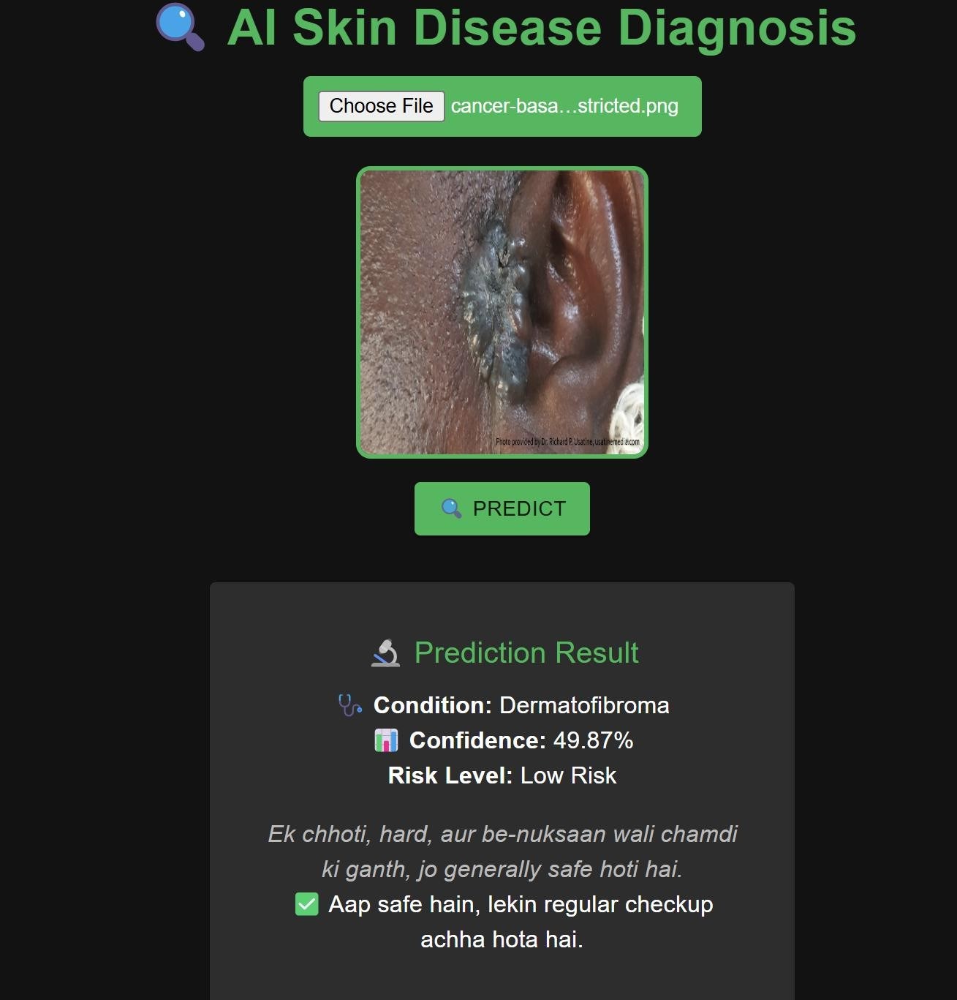 AI Skin Disease Diagnosis
Choose File cancer-basa...stricted.png
Photo provided by Dr. Richard P. Usatine, usatinemedia.com
PREDICT
Prediction Result
Condition: Dermatofibroma
Confidence: 49.87%
Risk Level: Low Risk
Ek chhoti, hard, aur be-nuksaan wali chamdi
ki ganth, jo generally safe hoti hai.
Aap safe hain, lekin regular checkup
achha hota hai.